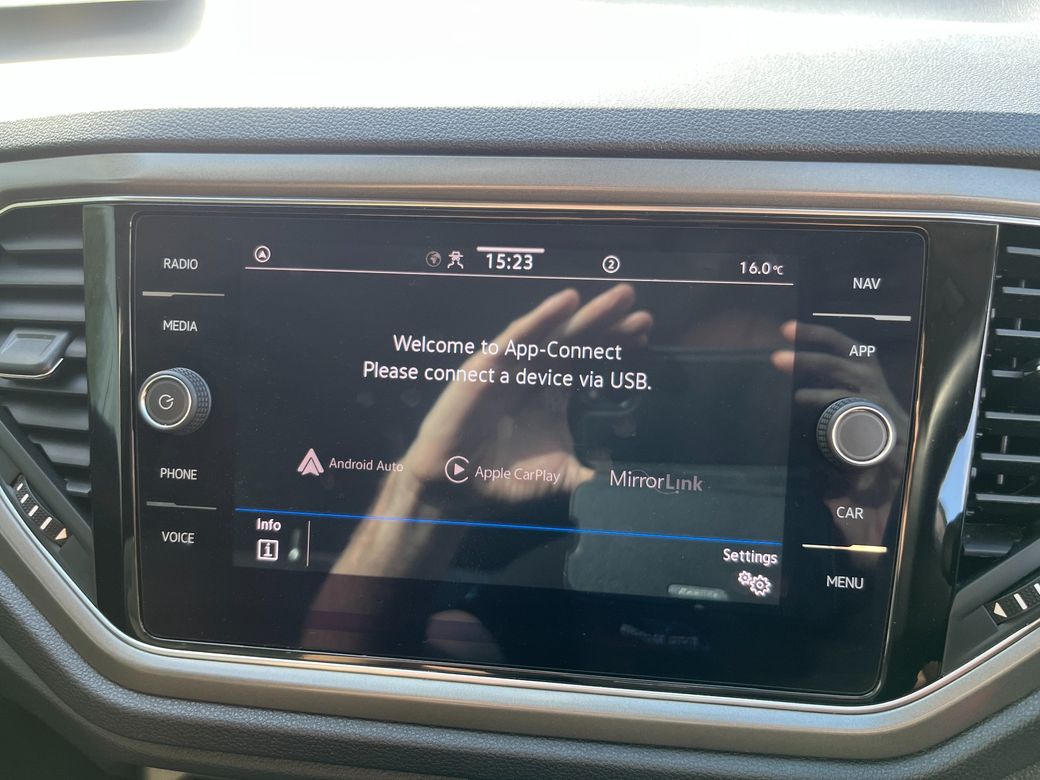 RADIO
MEDIA
PHONE
VOICE
15:23
2
16.0°C
Welcome to App-Connect
Please connect a device via USB.
Android Auto
Apple CarPlay
MirrorLink
Info
i
Settings
NAV
APP
CAR
MENU